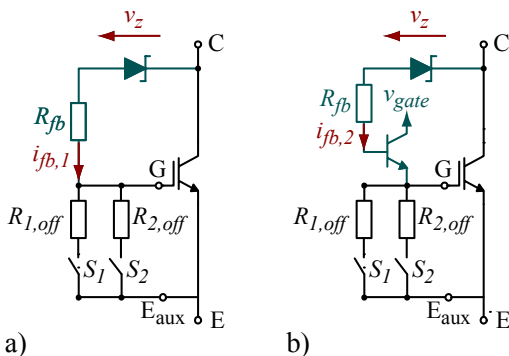 v_z
C
R_fb
i_fb,1
G
R_1,off
R_2,off
S_1
S_2
E_aux
E
a)
v_z
C
R_fb
v_gate
i_fb,2
G
R_1,off
R_2,off
S_1
S_2
E_aux
E
b)